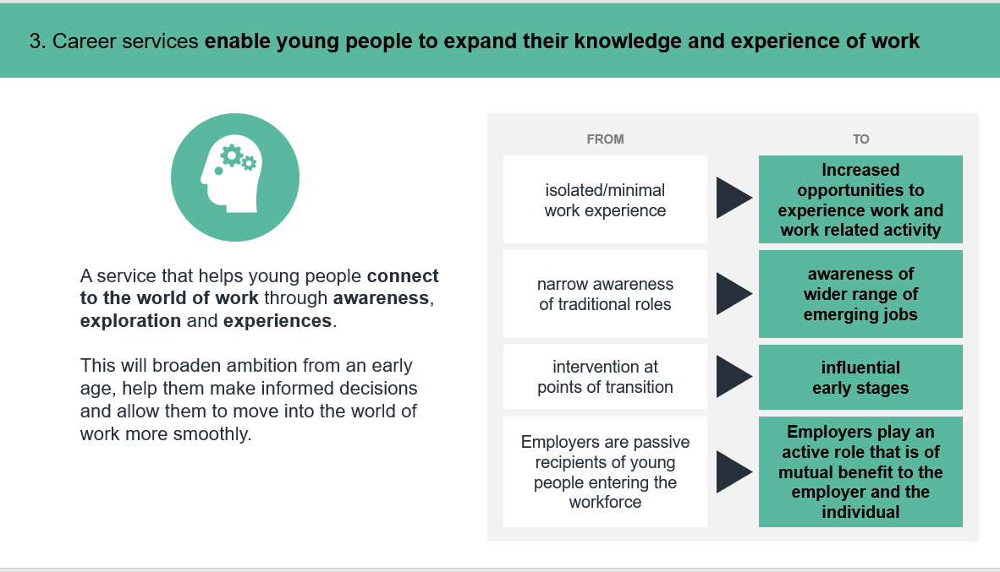 3. Career services enable young people to expand their knowledge and experience of work
A service that helps young people connect
to the world of work through awareness,
exploration and experiences.
This will broaden ambition from an early
age, help them make informed decisions
and allow them to move into the world of
work more smoothly.
FROM
TO
isolated/minimal
work experience
Increased
opportunities to
experience work and
work related activity
narrow awareness
of traditional roles
awareness of
wider range of
emerging jobs
intervention at
points of transition
influential
early stages
Employers are passive
recipients of young
people entering the
workforce
Employers play an
active role that is of
mutual benefit to the
employer and the
individual